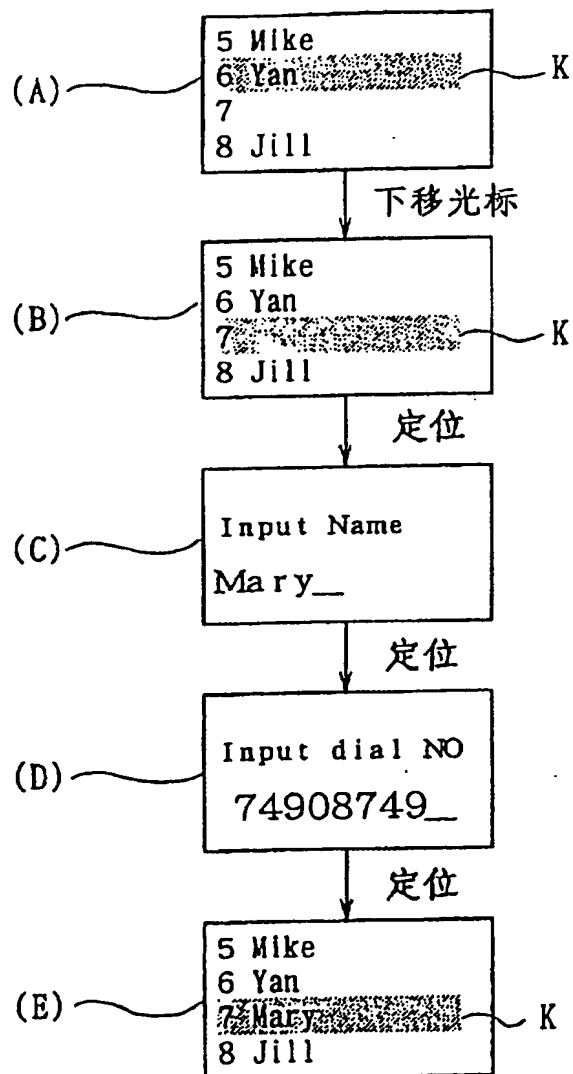 (A)
5 Mike
6 Yan
K
7
8 Jill
下移光标
(B)
5 Mike
6 Yan
7
K
8 Jill
定位
(C)
Input Name
Mary_
定位
(D)
Input dial NO
74908749_
定位
(E)
5 Mike
6 Yan
7 Mary
K
8 Jill